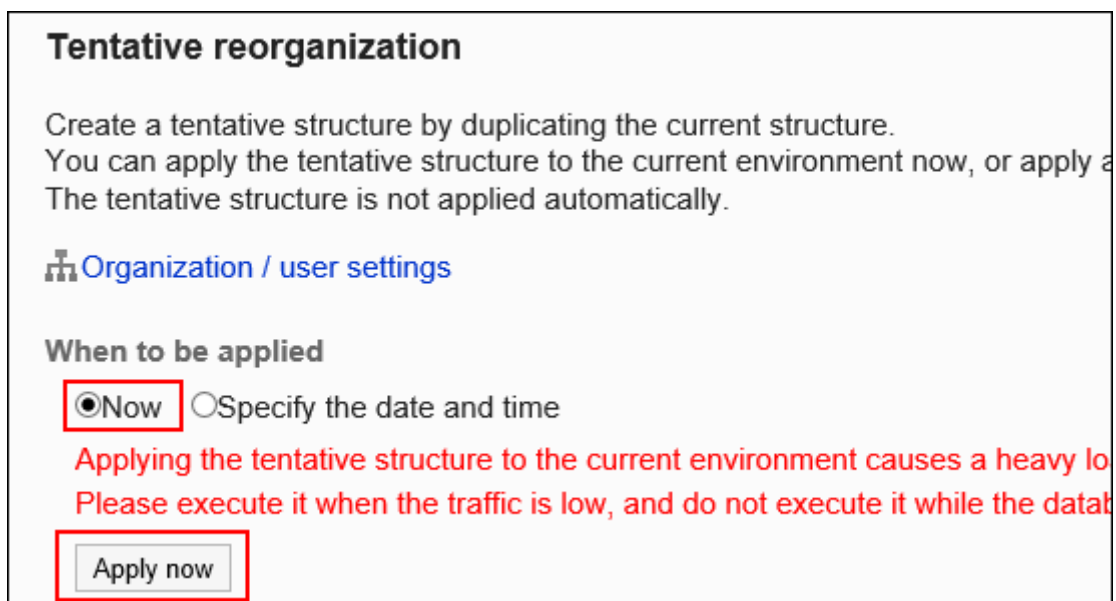 Tentative reorganization
Create a tentative structure by duplicating the current structure.
You can apply the tentative structure to the current environment now, or apply
The tentative structure is not applied automatically.
Organization / user settings
When to be applied
Now Specify the date and time
Applying the tentative structure to the current environment causes a heavy
Please execute it when the traffic is low, and do not execute it while the
Apply now